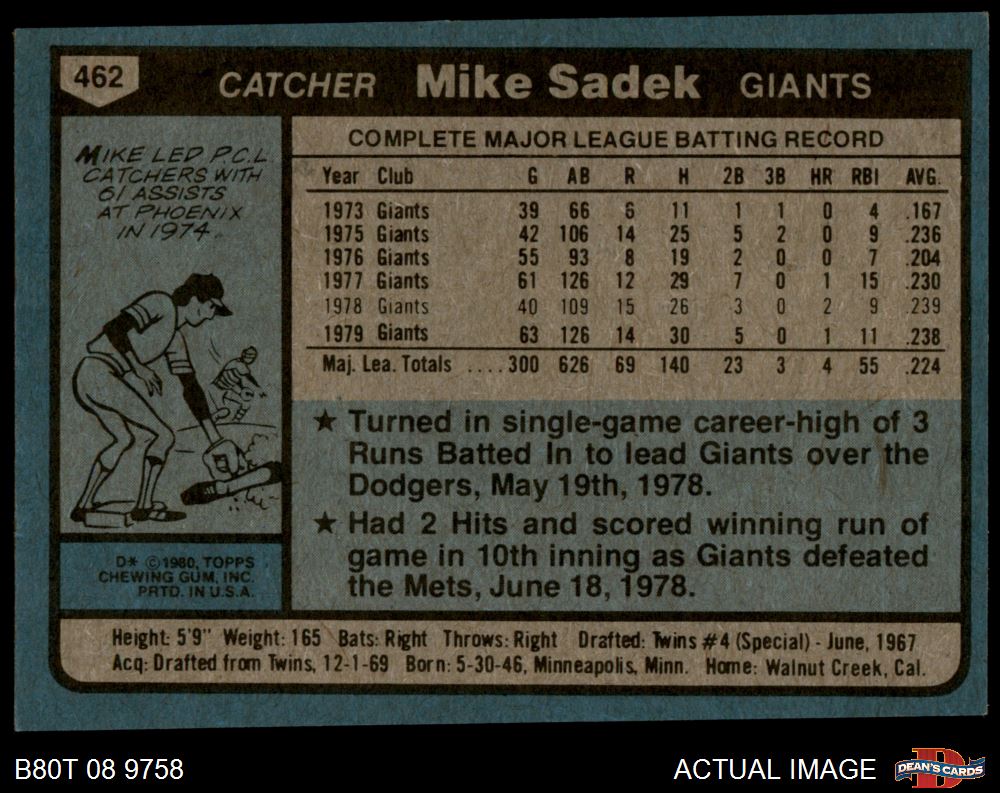 462 CATCHER Mike Sadek GIANTS
MIKE LED P.C.L.
CATCHERS WITH
61 ASSISTS
AT PHOENIX
IN 1974.
COMPLETE MAJOR LEAGUE BATTING RECORD
Year Club G AB R H 2B 3B HR RBI AVG.
1973 Giants 39 66 6 11 1 1 0 4 .167
1975 Giants 42 106 14 25 5 2 0 9 .236
1976 Giants 55 93 8 19 2 0 0 7 .204
1977 Giants 61 126 12 29 7 0 1 15 .230
1978 Giants 40 109 15 26 3 0 2 9 .239
1979 Giants 63 126 14 30 5 0 1 11 .238
Maj. Lea. Totals ....300 626 69 140 23 3 4 55 .224
★ Turned in single-game career-high of 3
Runs Batted In to lead Giants over the
Dodgers, May 19th, 1978.
★ Had 2 Hits and scored winning run of
game in 10th inning as Giants defeated
the Mets, June 18, 1978.
D* ©1980, TOPPS
CHEWING GUM, INC.
PRTD. IN U.S.A.
Height: 5'9" Weight: 165 Bats: Right Throws: Right Drafted: Twins #4 (Special) - June, 1967
Acq: Drafted from Twins, 12-1-69 Born: 5-30-46, Minneapolis, Minn. Home: Walnut Creek, Cal.
B80T 08 9758 ACTUAL IMAGE DEAN'S CARDS